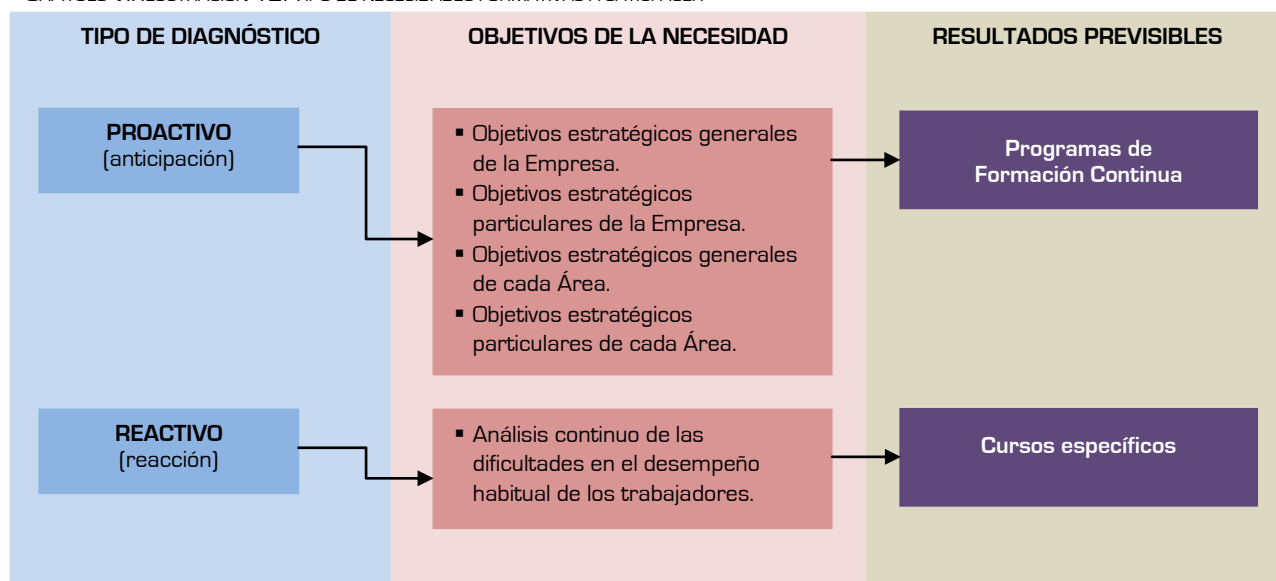 TIPO DE DIAGNÓSTICO
OBJETIVOS DE LA NECESIDAD
RESULTADOS PREVISIBLES
PROACTIVO
(anticipación)
▪ Objetivos estratégicos generales
de la Empresa.
▪ Objetivos estratégicos
particulares de la Empresa.
▪ Objetivos estratégicos generales
de cada Área.
▪ Objetivos estratégicos
particulares de cada Área.
Programas de
Formación Continua
REACTIVO
(reacción)
▪ Análisis continuo de las
dificultades en el desempeño
habitual de los trabajadores.
Cursos específicos